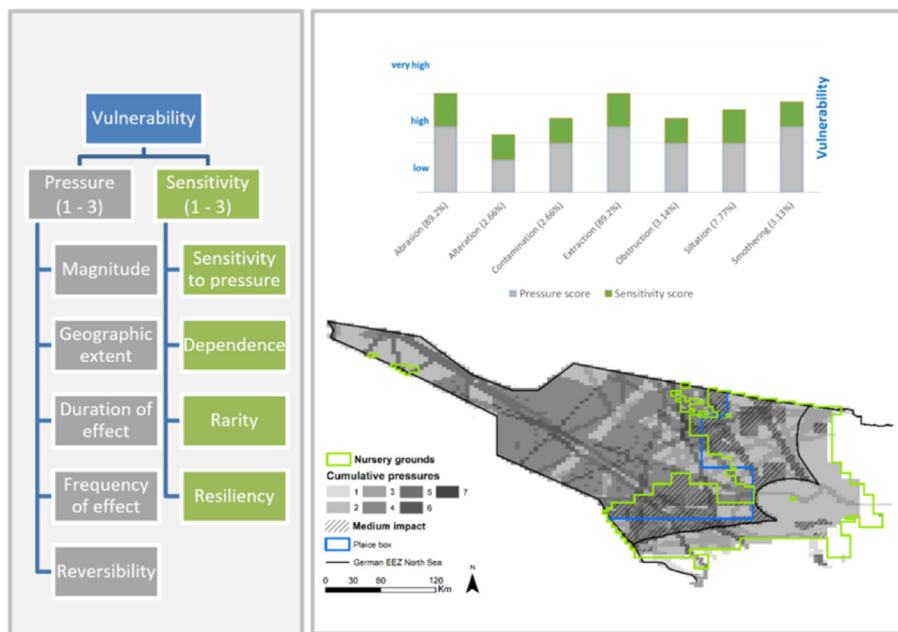 Vulnerability
Pressure
(1 - 3)
Sensitivity
(1 - 3)
Magnitude
Geographic
extent
Duration of
effect
Frequency
of effect
Reversibility
Sensitivity
to pressure
Dependence
Rarity
Resiliency
very high
high
low
Vulnerability
Abrasion (89.2%)
Alteration (2.66%)
Contamination (2.66%)
Extraction (89.2%)
Obstruction (3.14%)
Siltation (7.77%)
Smothering (3.13%)
Pressure score
Sensitivity score
Nursery grounds
Cumulative pressures
1 3 5 7
2 4 6
Medium impact
Plaice box
German EEZ North Sea
0 30 60 120
Km
N